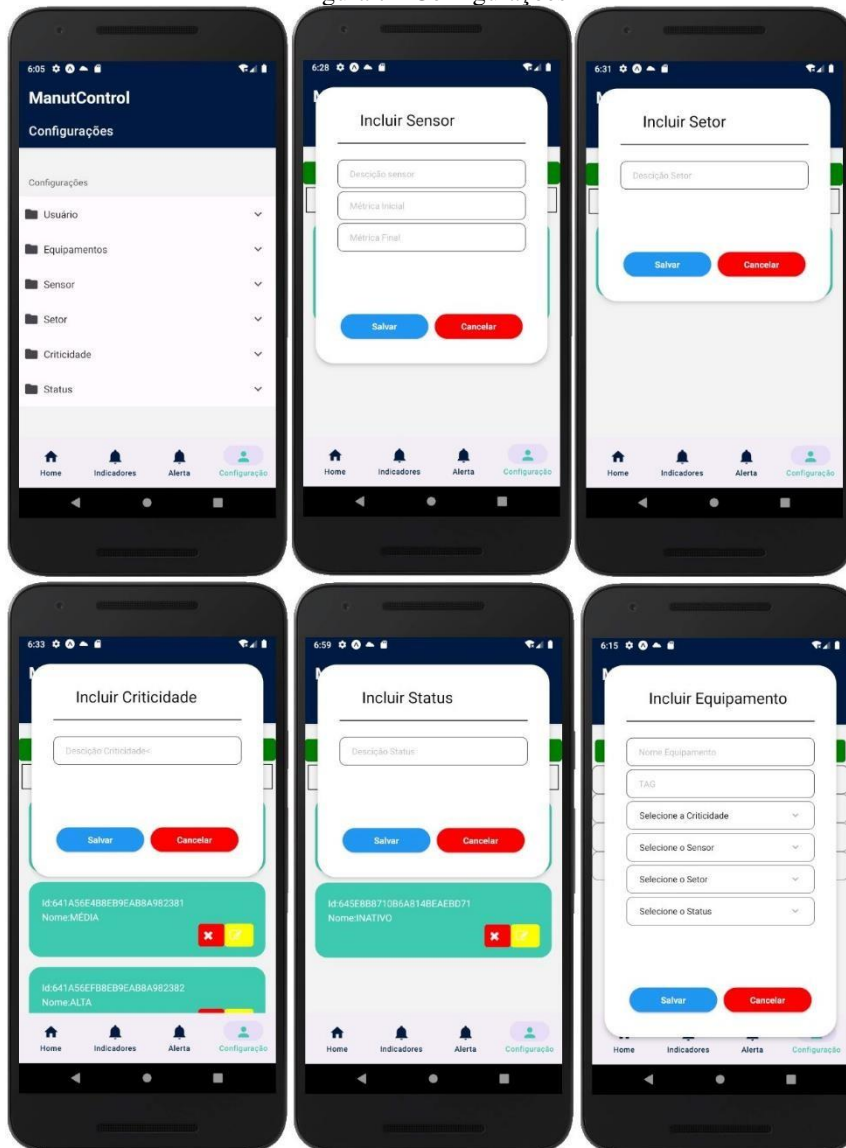 6:05
ManutControl
Configurações
Configurações
Usuário
Equipamentos
Sensor
Setor
Criticidade
Status
Home Indicadores Alerta Configuração
6:28
Incluir Sensor
Descição sensor
Métrica Inicial
Métrica Final
Salvar Cancelar
Home Indicadores Alerta Configuração
6:31
Incluir Setor
Descição Setor
Salvar Cancelar
Home Indicadores Alerta Configuração
6:33
Incluir Criticidade
Descição Criticidade<
Salvar Cancelar
Id:641A56E4B8EB9EAB8A982381
Nome:MÉDIA
Id:641A56EFB8EB9EAB8A982382
Nome:ALTA
Home Indicadores Alerta Configuração
6:59
Incluir Status
Descição Status
Salvar Cancelar
Id:645E8B8710B6A814BEAEBD71
Nome:INATIVO
Home Indicadores Alerta Configuração
6:15
Incluir Equipamento
Nome Equipamento
TAG
Selecione a Criticidade
Selecione o Sensor
Selecione o Setor
Selecione o Status
Salvar Cancelar
Home Indicadores Alerta Configuração